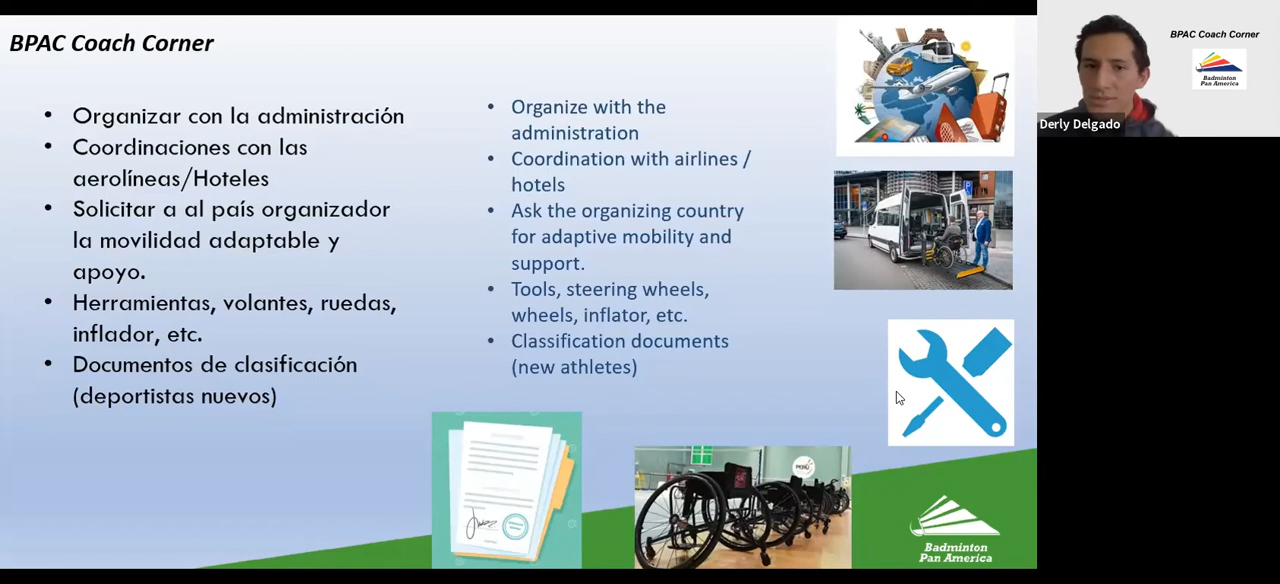 BPAC Coach Corner
• Organizar con la administración
• Coordinaciones con las
aerolíneas/Hoteles
• Solicitar a al país organizador
la movilidad adaptable y
apoyo.
• Herramientas, volantes, ruedas,
inflador, etc.
• Documentos de clasificación
(deportistas nuevos)
• Organize with the
administration
• Coordination with airlines /
hotels
• Ask the organizing country
for adaptive mobility and
support.
• Tools, steering wheels,
wheels, inflator, etc.
• Classification documents
(new athletes)
P
PERÚ
Badminton
Pan America
BPAC Coach Corner
Badminton
Pan America
Derly Delgado